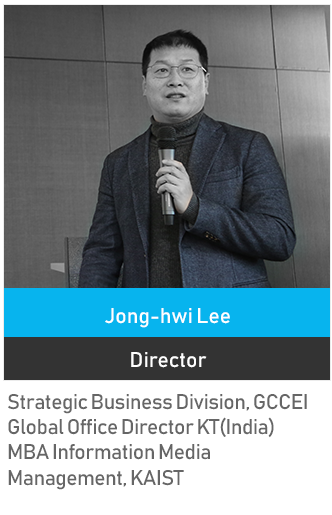 Jong-hwi Lee
Director
Strategic Business Division, GCCEI
Global Office Director KT(India)
MBA Information Media
Management, KAIST